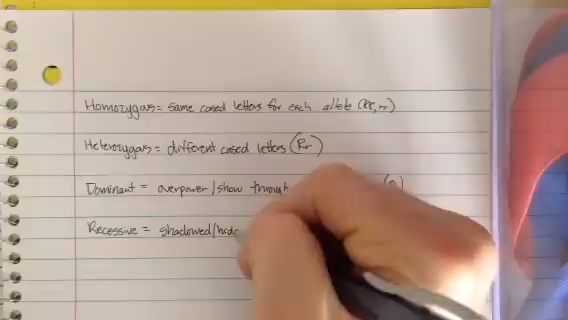 Homozygous = same cased letters for each allele (RR, rr)
Heterozygous = different cased letters (Rr)
Dominant = overpower/show through (R)
Recessive = shadowed/hidd